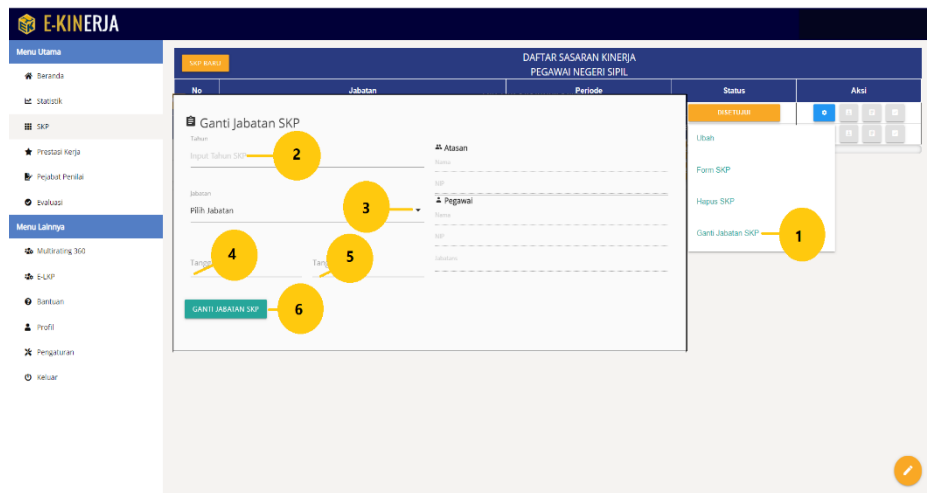 E-KINERJA
Menu Utama
Beranda
Statistik
SKP
Prestasi Kerja
Pejabat Penilai
Evaluasi
Menu Lainnya
Multirating 360
E-LKP
Bantuan
Profil
Pengaturan
Keluar
SKP BARU
DAFTAR SASARAN KINERJA
PEGAWAI NEGERI SIPIL
No Jabatan Periode Status Aksi
DISETUJUI
Ganti Jabatan SKP
Tahun
Input Tahun SKP 2
Jabatan
Pilih Jabatan 3
Tangg 4
Tang 5
GANTI JABATAN SKP 6
Atasan
Nama
NIP
Pegawai
Nama
NIP
Jabatan
Ubah
Form SKP
Hapus SKP
Ganti Jabatan SKP 1